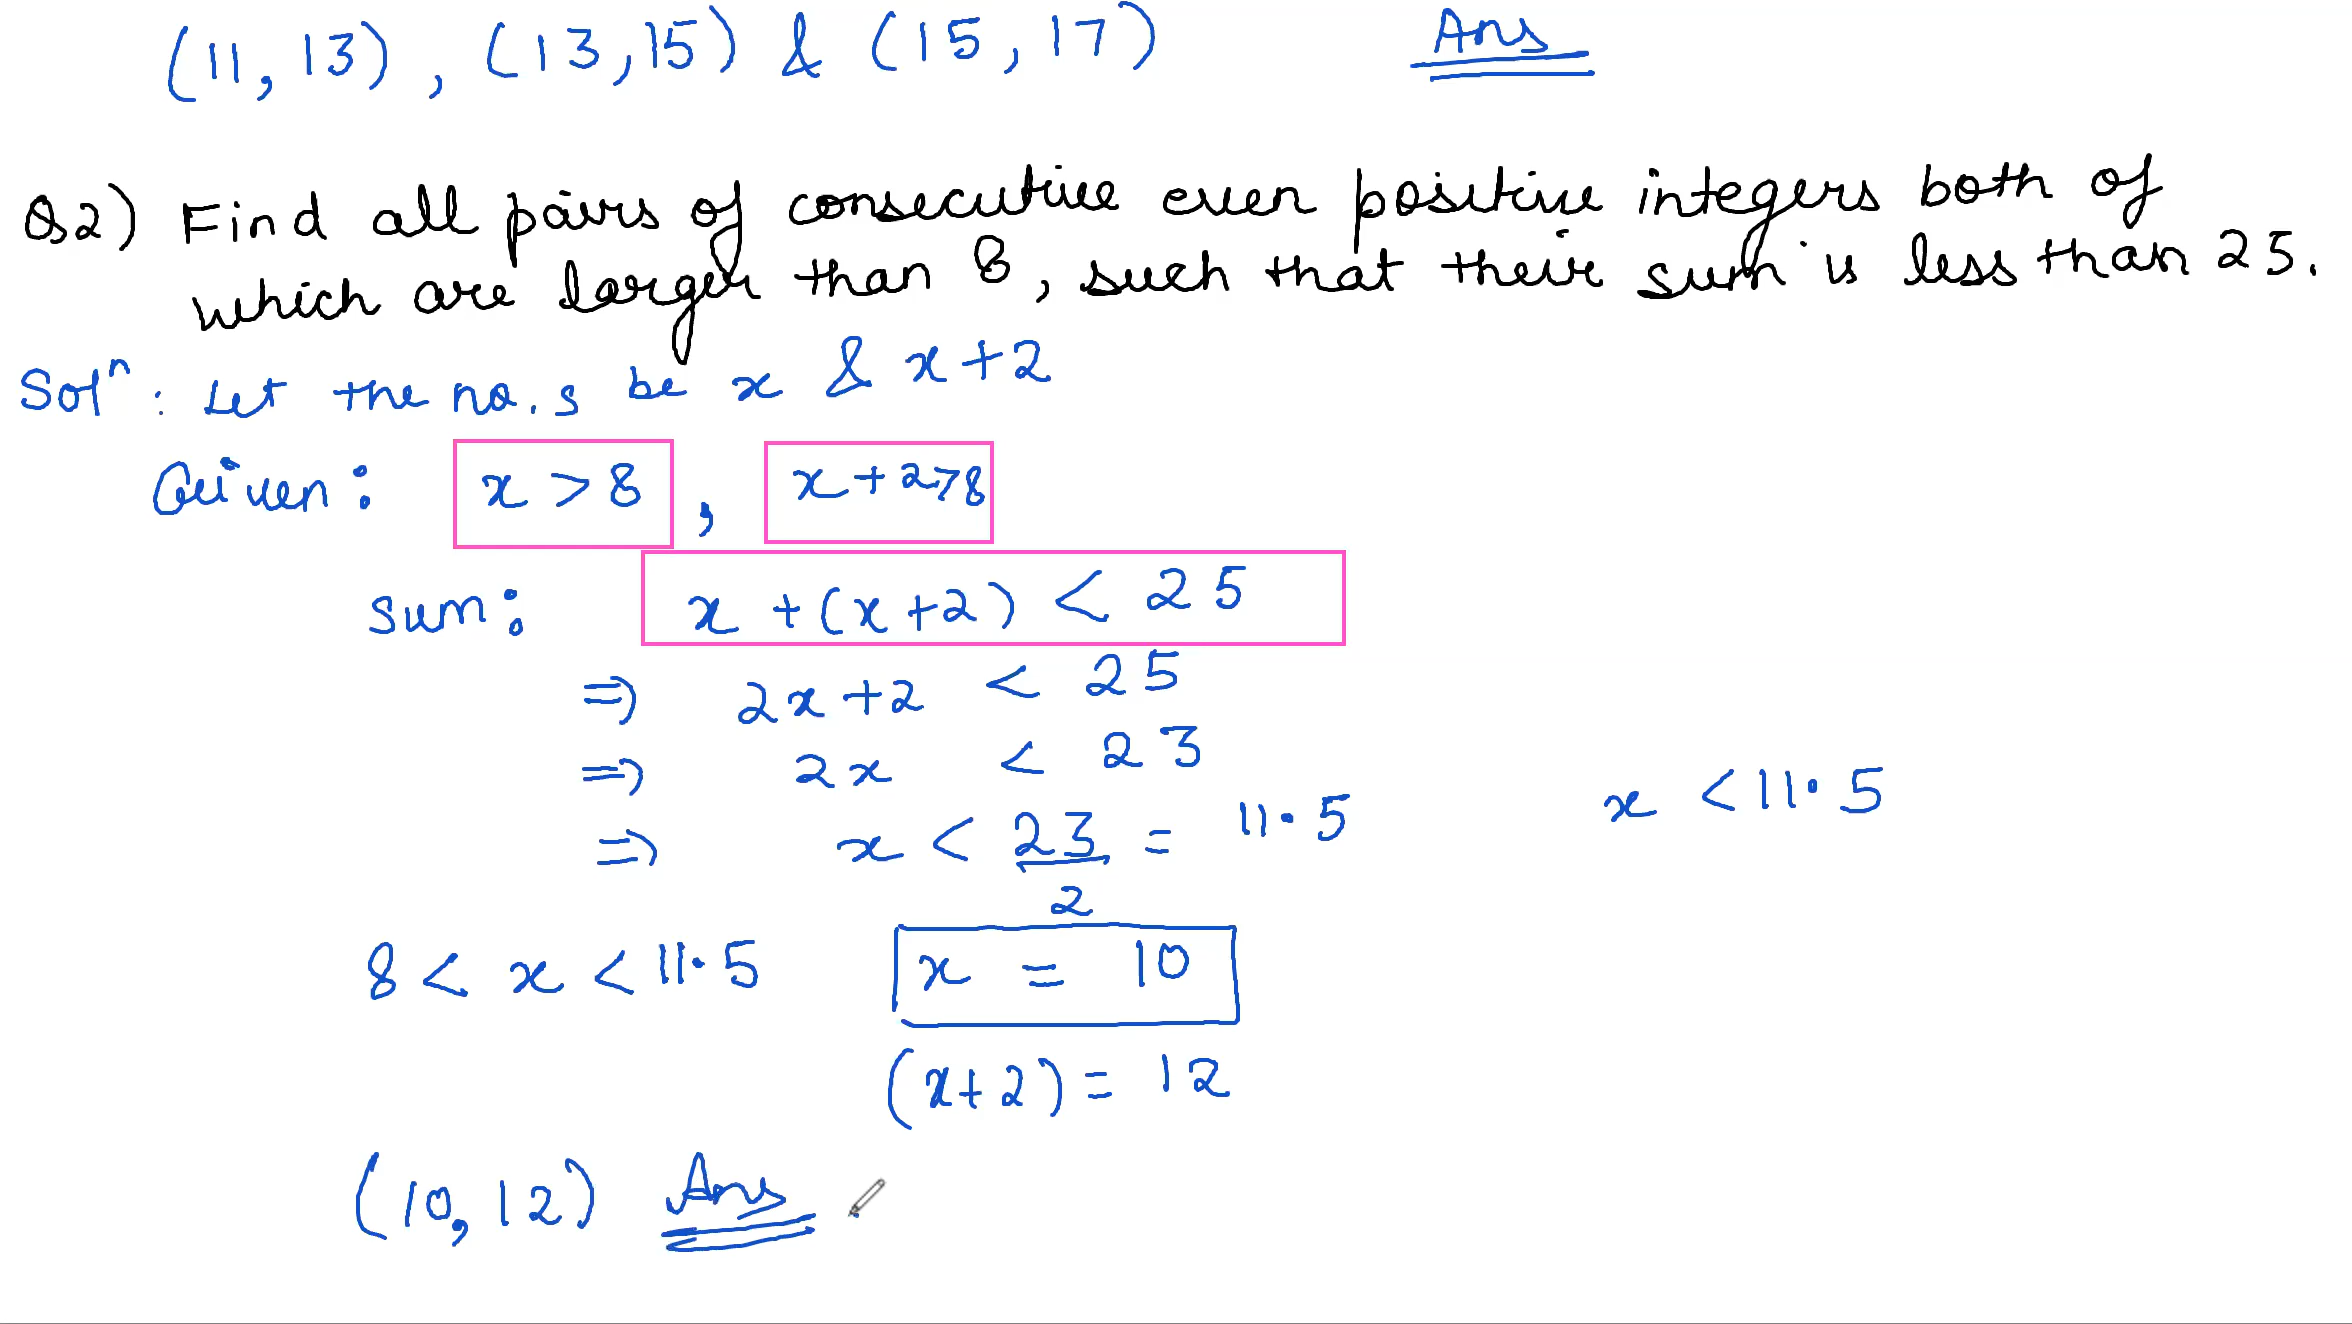 (11, 13), (13, 15) & (15, 17) Ans
Q2) Find all pairs of consecutive even positive integers both of
which are larger than 8, such that their sum is less than 25.
Solⁿ: Let the no.s be x & x+2
Given: x > 8, x+2>8
Sum: x + (x+2) < 25
⇒ 2x+2 < 25
⇒ 2x < 23
⇒ x < 23/2 = 11.5 x < 11.5
8 < x < 11.5 x = 10
(x+2) = 12
(10, 12) Ans